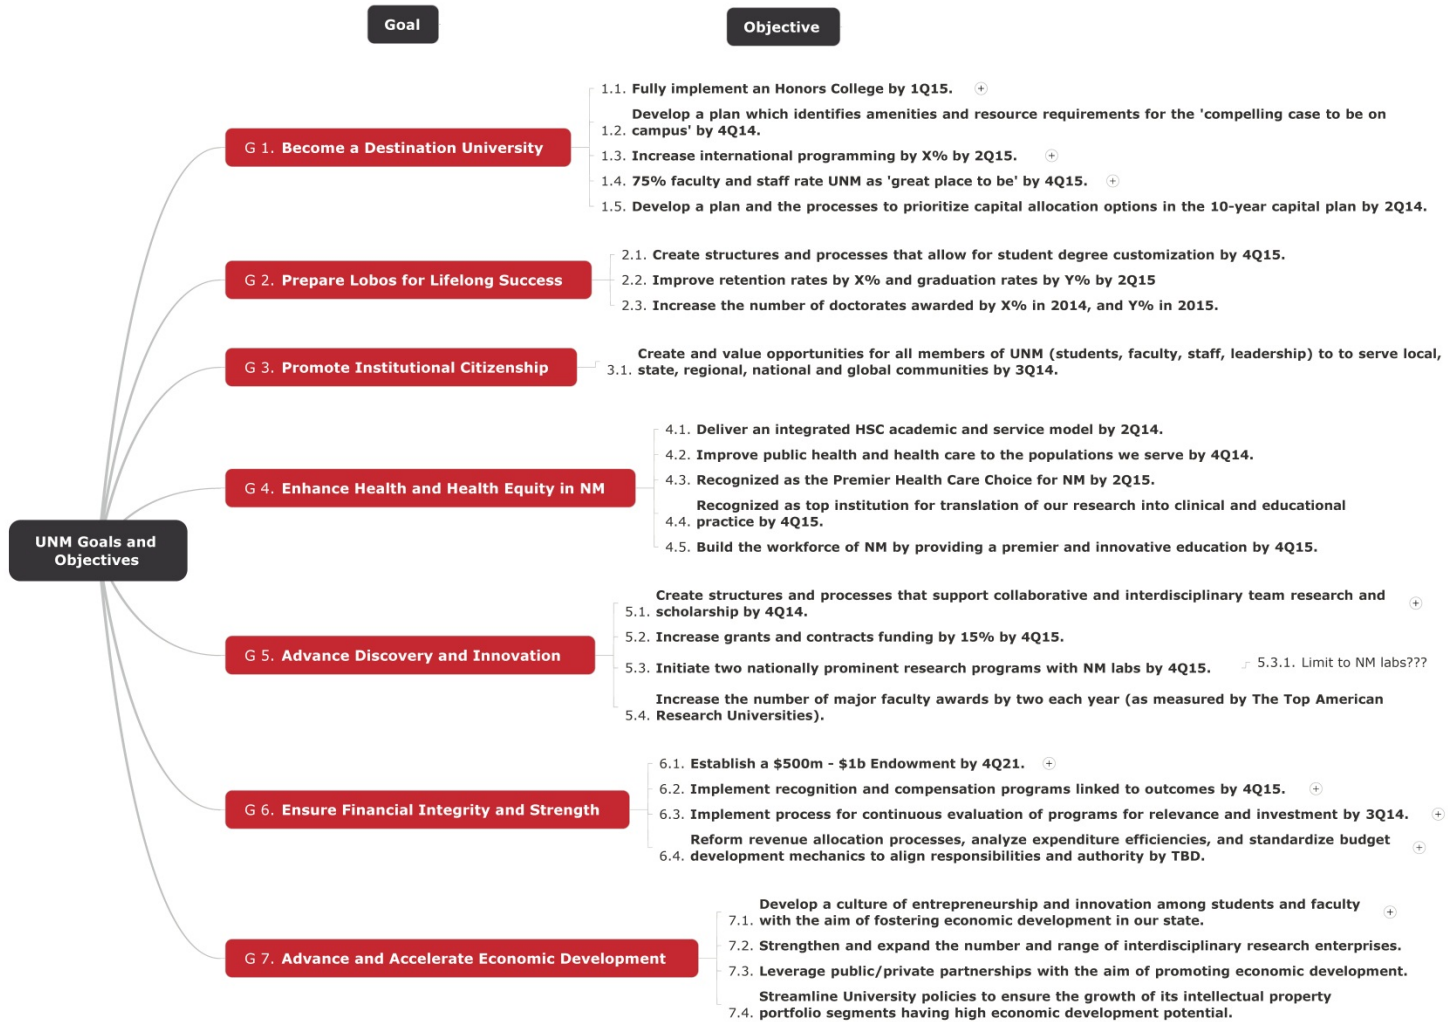 Goal
Objective
UNM Goals and
Objectives
G 1. Become a Destination University
1.1. Fully implement an Honors College by 1Q15.
Develop a plan which identifies amenities and resource requirements for the 'compelling case to be on
1.2. campus' by 4Q14.
1.3. Increase international programming by X% by 2Q15.
1.4. 75% faculty and staff rate UNM as 'great place to be' by 4Q15.
1.5. Develop a plan and the processes to prioritize capital allocation options in the 10-year capital plan by 2Q14.
G 2. Prepare Lobos for Lifelong Success
2.1. Create structures and processes that allow for student degree customization by 4Q15.
2.2. Improve retention rates by X% and graduation rates by Y% by 2Q15
2.3. Increase the number of doctorates awarded by X% in 2014, and Y% in 2015.
G 3. Promote Institutional Citizenship
Create and value opportunities for all members of UNM (students, faculty, staff, leadership) to to serve local,
3.1. state, regional, national and global communities by 3Q14.
G 4. Enhance Health and Health Equity in NM
4.1. Deliver an integrated HSC academic and service model by 2Q14.
4.2. Improve public health and health care to the populations we serve by 4Q14.
4.3. Recognized as the Premier Health Care Choice for NM by 2Q15.
Recognized as top institution for translation of our research into clinical and educational
4.4. practice by 4Q15.
4.5. Build the workforce of NM by providing a premier and innovative education by 4Q15.
G 5. Advance Discovery and Innovation
Create structures and processes that support collaborative and interdisciplinary team research and
5.1. scholarship by 4Q14.
5.2. Increase grants and contracts funding by 15% by 4Q15.
5.3. Initiate two nationally prominent research programs with NM labs by 4Q15.
5.3.1. Limit to NM labs???
Increase the number of major faculty awards by two each year (as measured by The Top American
5.4. Research Universities).
G 6. Ensure Financial Integrity and Strength
6.1. Establish a $500m - $1b Endowment by 4Q21.
6.2. Implement recognition and compensation programs linked to outcomes by 4Q15.
6.3. Implement process for continuous evaluation of programs for relevance and investment by 3Q14.
Reform revenue allocation processes, analyze expenditure efficiencies, and standardize budget
6.4. development mechanics to align responsibilities and authority by TBD.
G 7. Advance and Accelerate Economic Development
Develop a culture of entrepreneurship and innovation among students and faculty
7.1. with the aim of fostering economic development in our state.
7.2. Strengthen and expand the number and range of interdisciplinary research enterprises.
7.3. Leverage public/private partnerships with the aim of promoting economic development.
Streamline University policies to ensure the growth of its intellectual property
7.4. portfolio segments having high economic development potential.